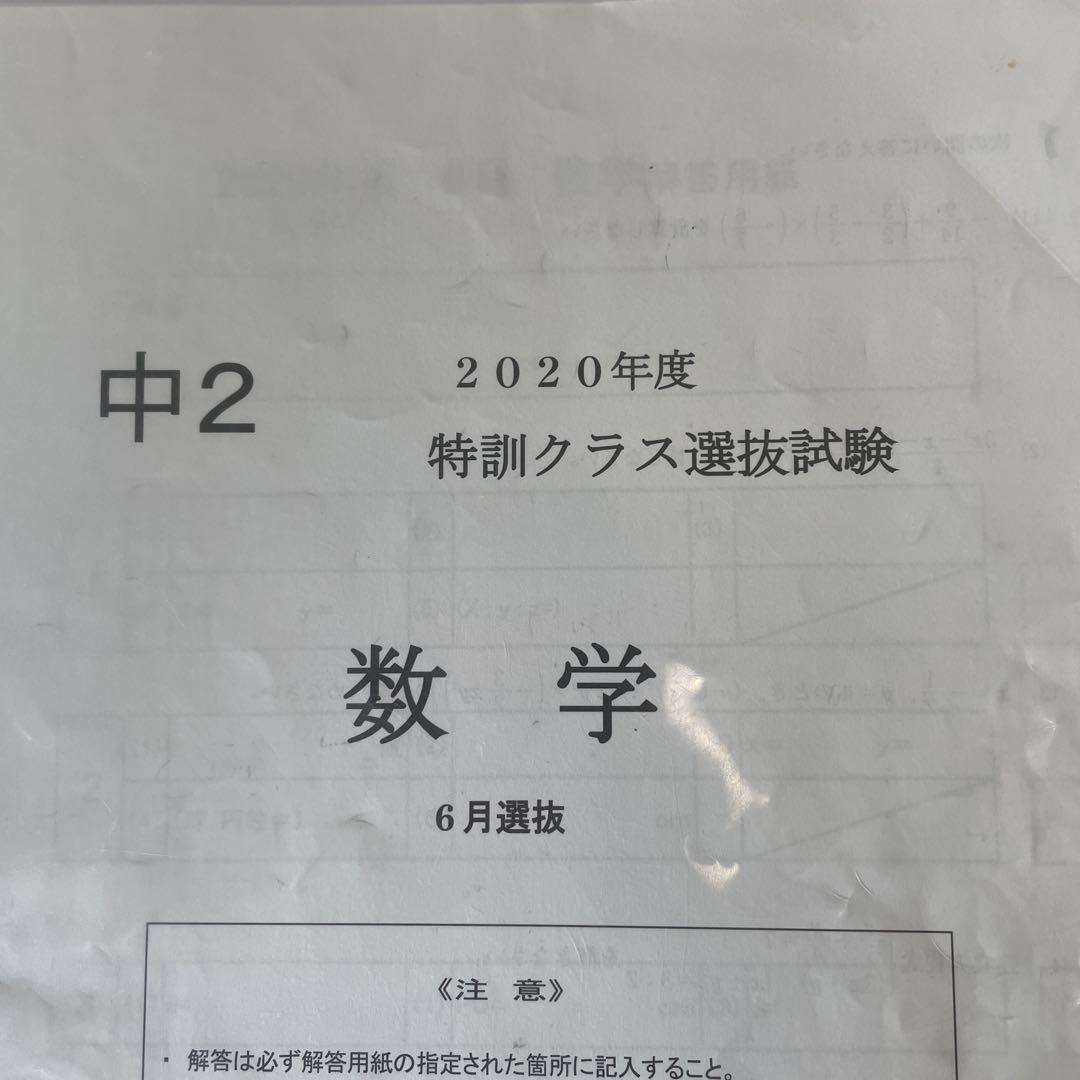 中2
2020年度
特訓クラス選抜試験
数 学
6月選抜
《注 意》
・ 解答は必ず解答用紙の指定された箇所に記入すること。